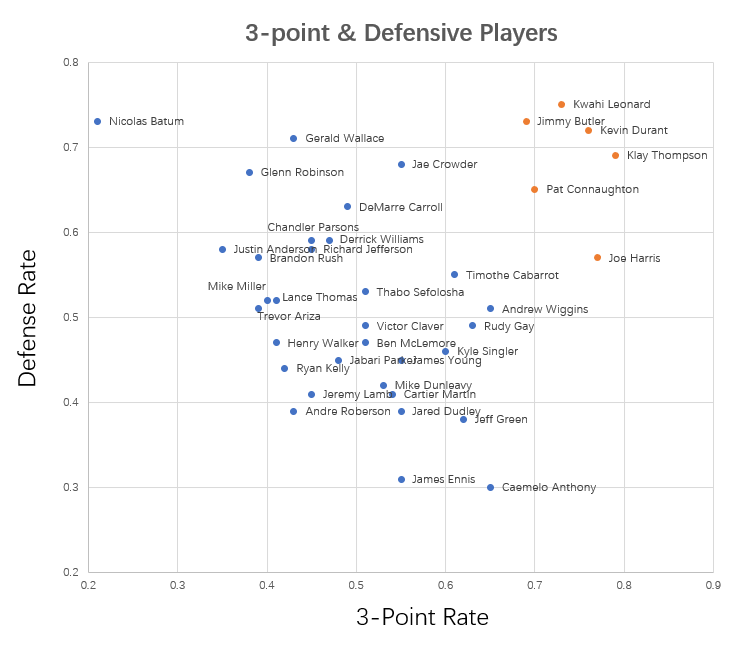 3-point & Defensive Players
0.8
Kwahi Leonard
Nicolas Batum
Jimmy Butler
Kevin Durant
Gerald Wallace
0.7
Klay Thompson
Jae Crowder
Glenn Robinson
Pat Connaughton
DeMarre Carroll
Chandler Parsons
0.6
Derrick Williams
Justin Anderson
Richard Jefferson
Brandon Rush
Joe Harris
Timothe Cabarrot
Mike Miller
Thabo Sefolosha
Lance Thomas
Andrew Wiggins
Trevor Ariza
0.5
Victor Claver
Rudy Gay
Henry Walker
Ben McLemore
Kyle Singler
Jabari Parker
James Young
Ryan Kelly
Mike Dunleavy
Jeremy Lamb
Cartier Martin
0.4
Andre Roberson
Jared Dudley
Jeff Green
James Ennis
0.3
Caemelo Anthony
0.2
0.2
0.3
0.4
0.5
0.6
0.7
0.8
0.9
3-Point Rate
Defense Rate